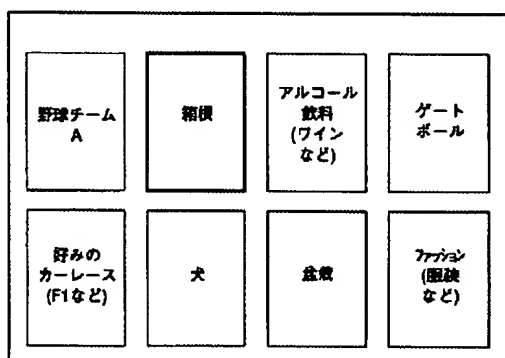 野球チーム
A
箱根
アルコール
飲料
(ワイン
など)
ゲート
ボール
好みの
カーレース
(F1など)
犬
盆栽
ファッション
(服装
など)